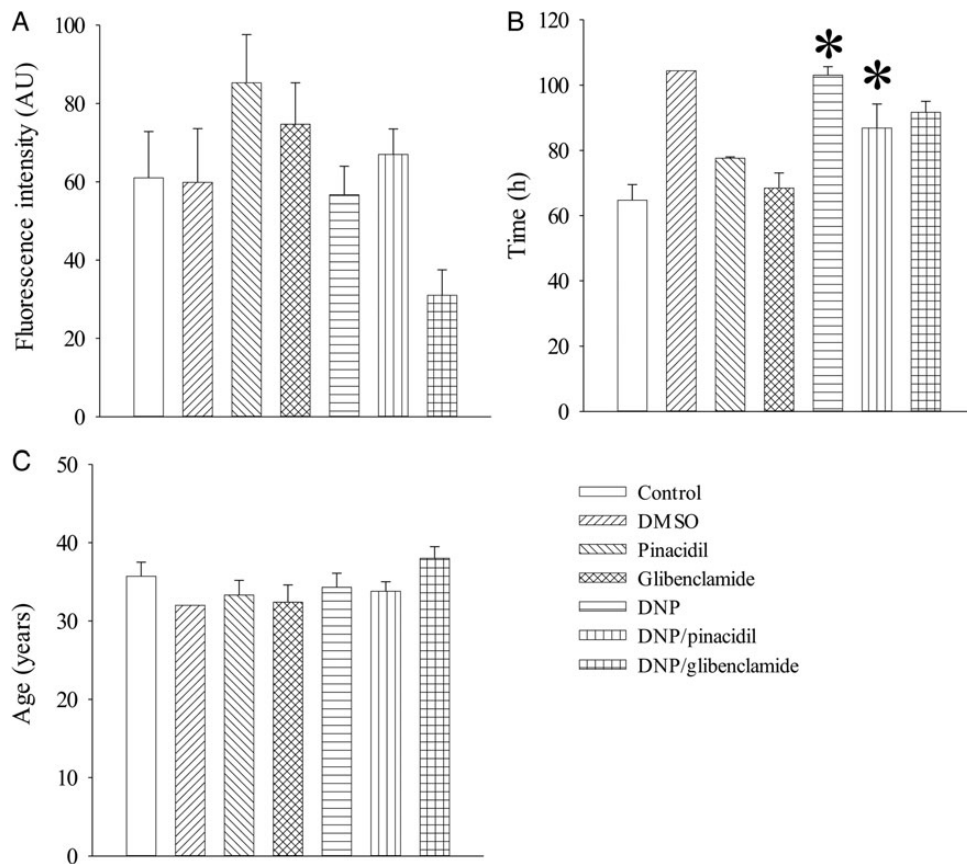 A
Fluorescence intensity (AU)
100
80
60
40
20
0
B
Time (h)
120
100
80
60
40
20
0
*
*
C
Age (years)
50
40
30
20
10
0
Control
DMSO
Pinacidil
Glibenclamide
DNP
DNP/pinacidil
DNP/glibenclamide